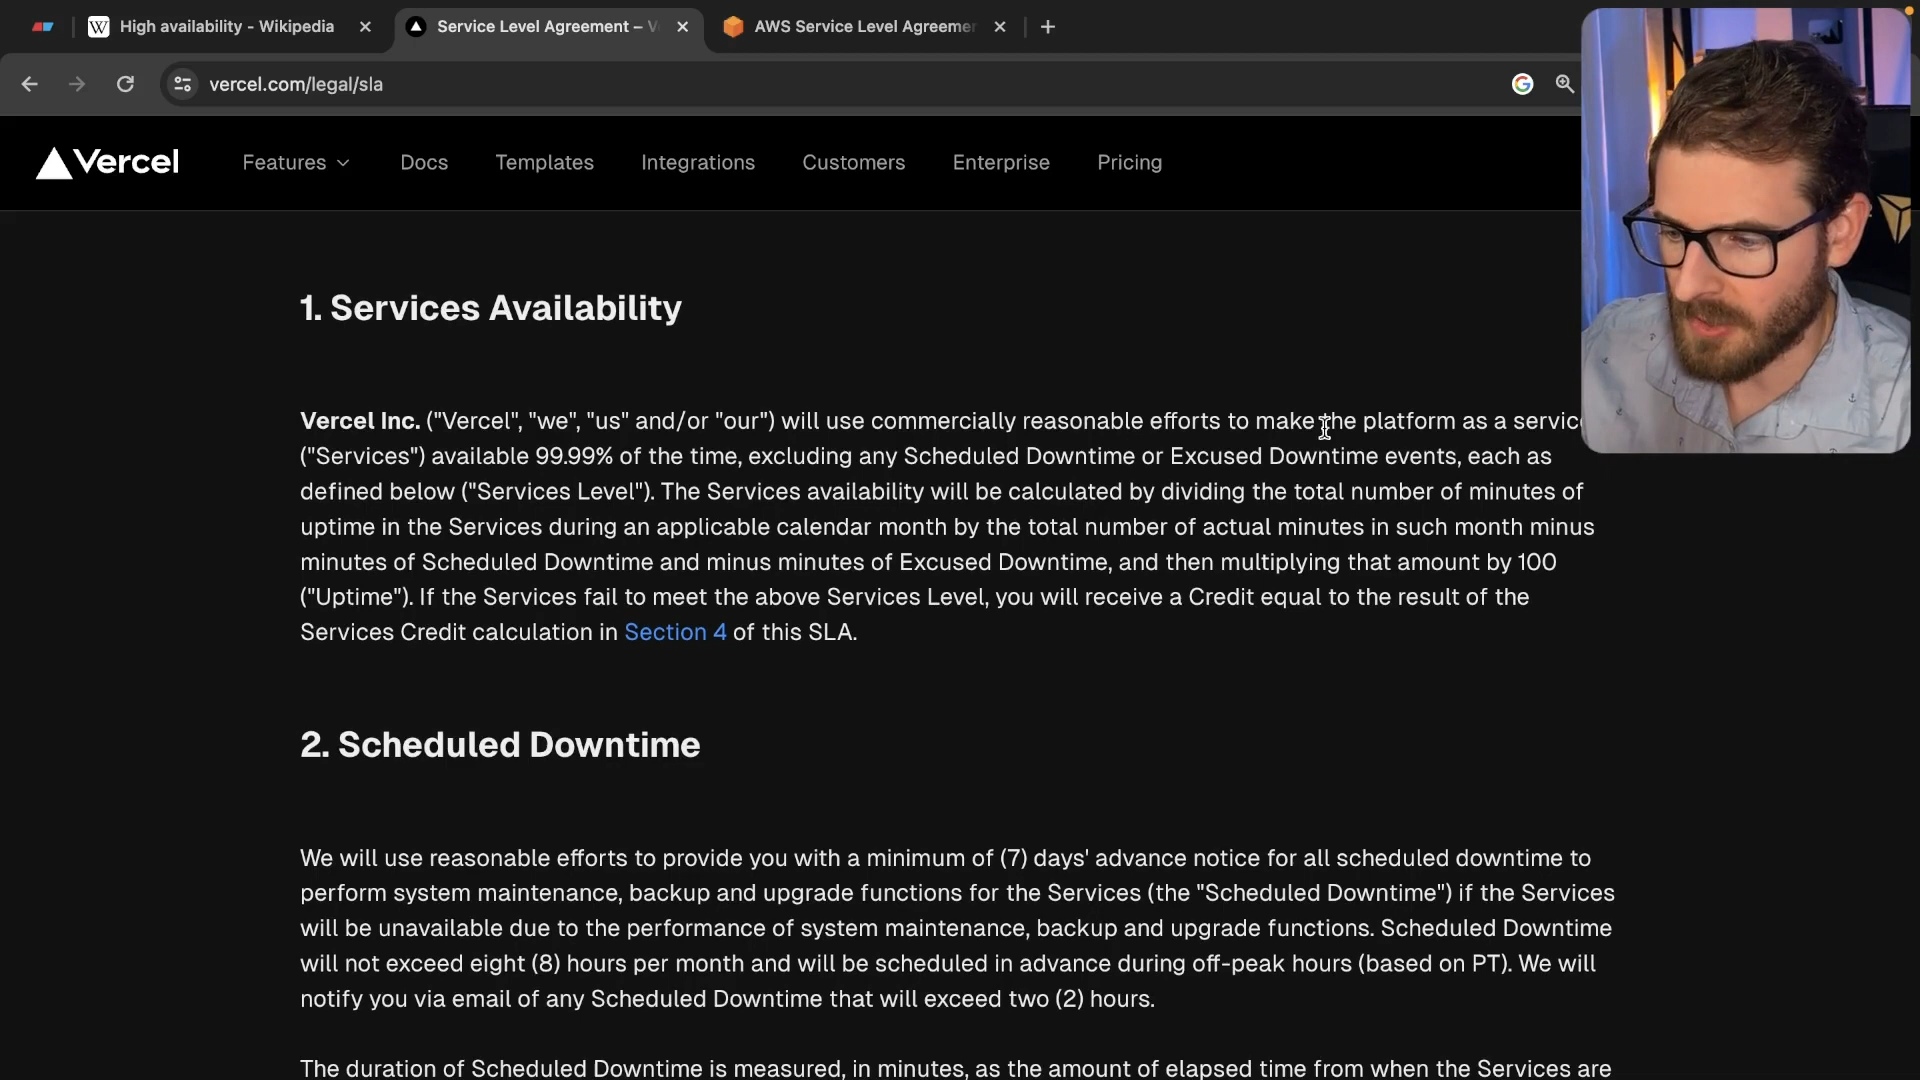 High availability - Wikipedia
Service Level Agreement –
AWS Service Level Agreemen
vercel.com/legal/sla
Vercel
Features
Docs
Templates
Integrations
Customers
Enterprise
Pricing
1. Services Availability
Vercel Inc. ("Vercel", "we", "us" and/or "our") will use commercially reasonable efforts to make the platform as a servic
("Services") available 99.99% of the time, excluding any Scheduled Downtime or Excused Downtime events, each as
defined below ("Services Level"). The Services availability will be calculated by dividing the total number of minutes of
uptime in the Services during an applicable calendar month by the total number of actual minutes in such month minus
minutes of Scheduled Downtime and minus minutes of Excused Downtime, and then multiplying that amount by 100
("Uptime"). If the Services fail to meet the above Services Level, you will receive a Credit equal to the result of the
Services Credit calculation in Section 4 of this SLA.
2. Scheduled Downtime
We will use reasonable efforts to provide you with a minimum of (7) days' advance notice for all scheduled downtime to
perform system maintenance, backup and upgrade functions for the Services (the "Scheduled Downtime") if the Services
will be unavailable due to the performance of system maintenance, backup and upgrade functions. Scheduled Downtime
will not exceed eight (8) hours per month and will be scheduled in advance during off-peak hours (based on PT). We will
notify you via email of any Scheduled Downtime that will exceed two (2) hours.
The duration of Scheduled Downtime is measured, in minutes, as the amount of elapsed time from when the Services are